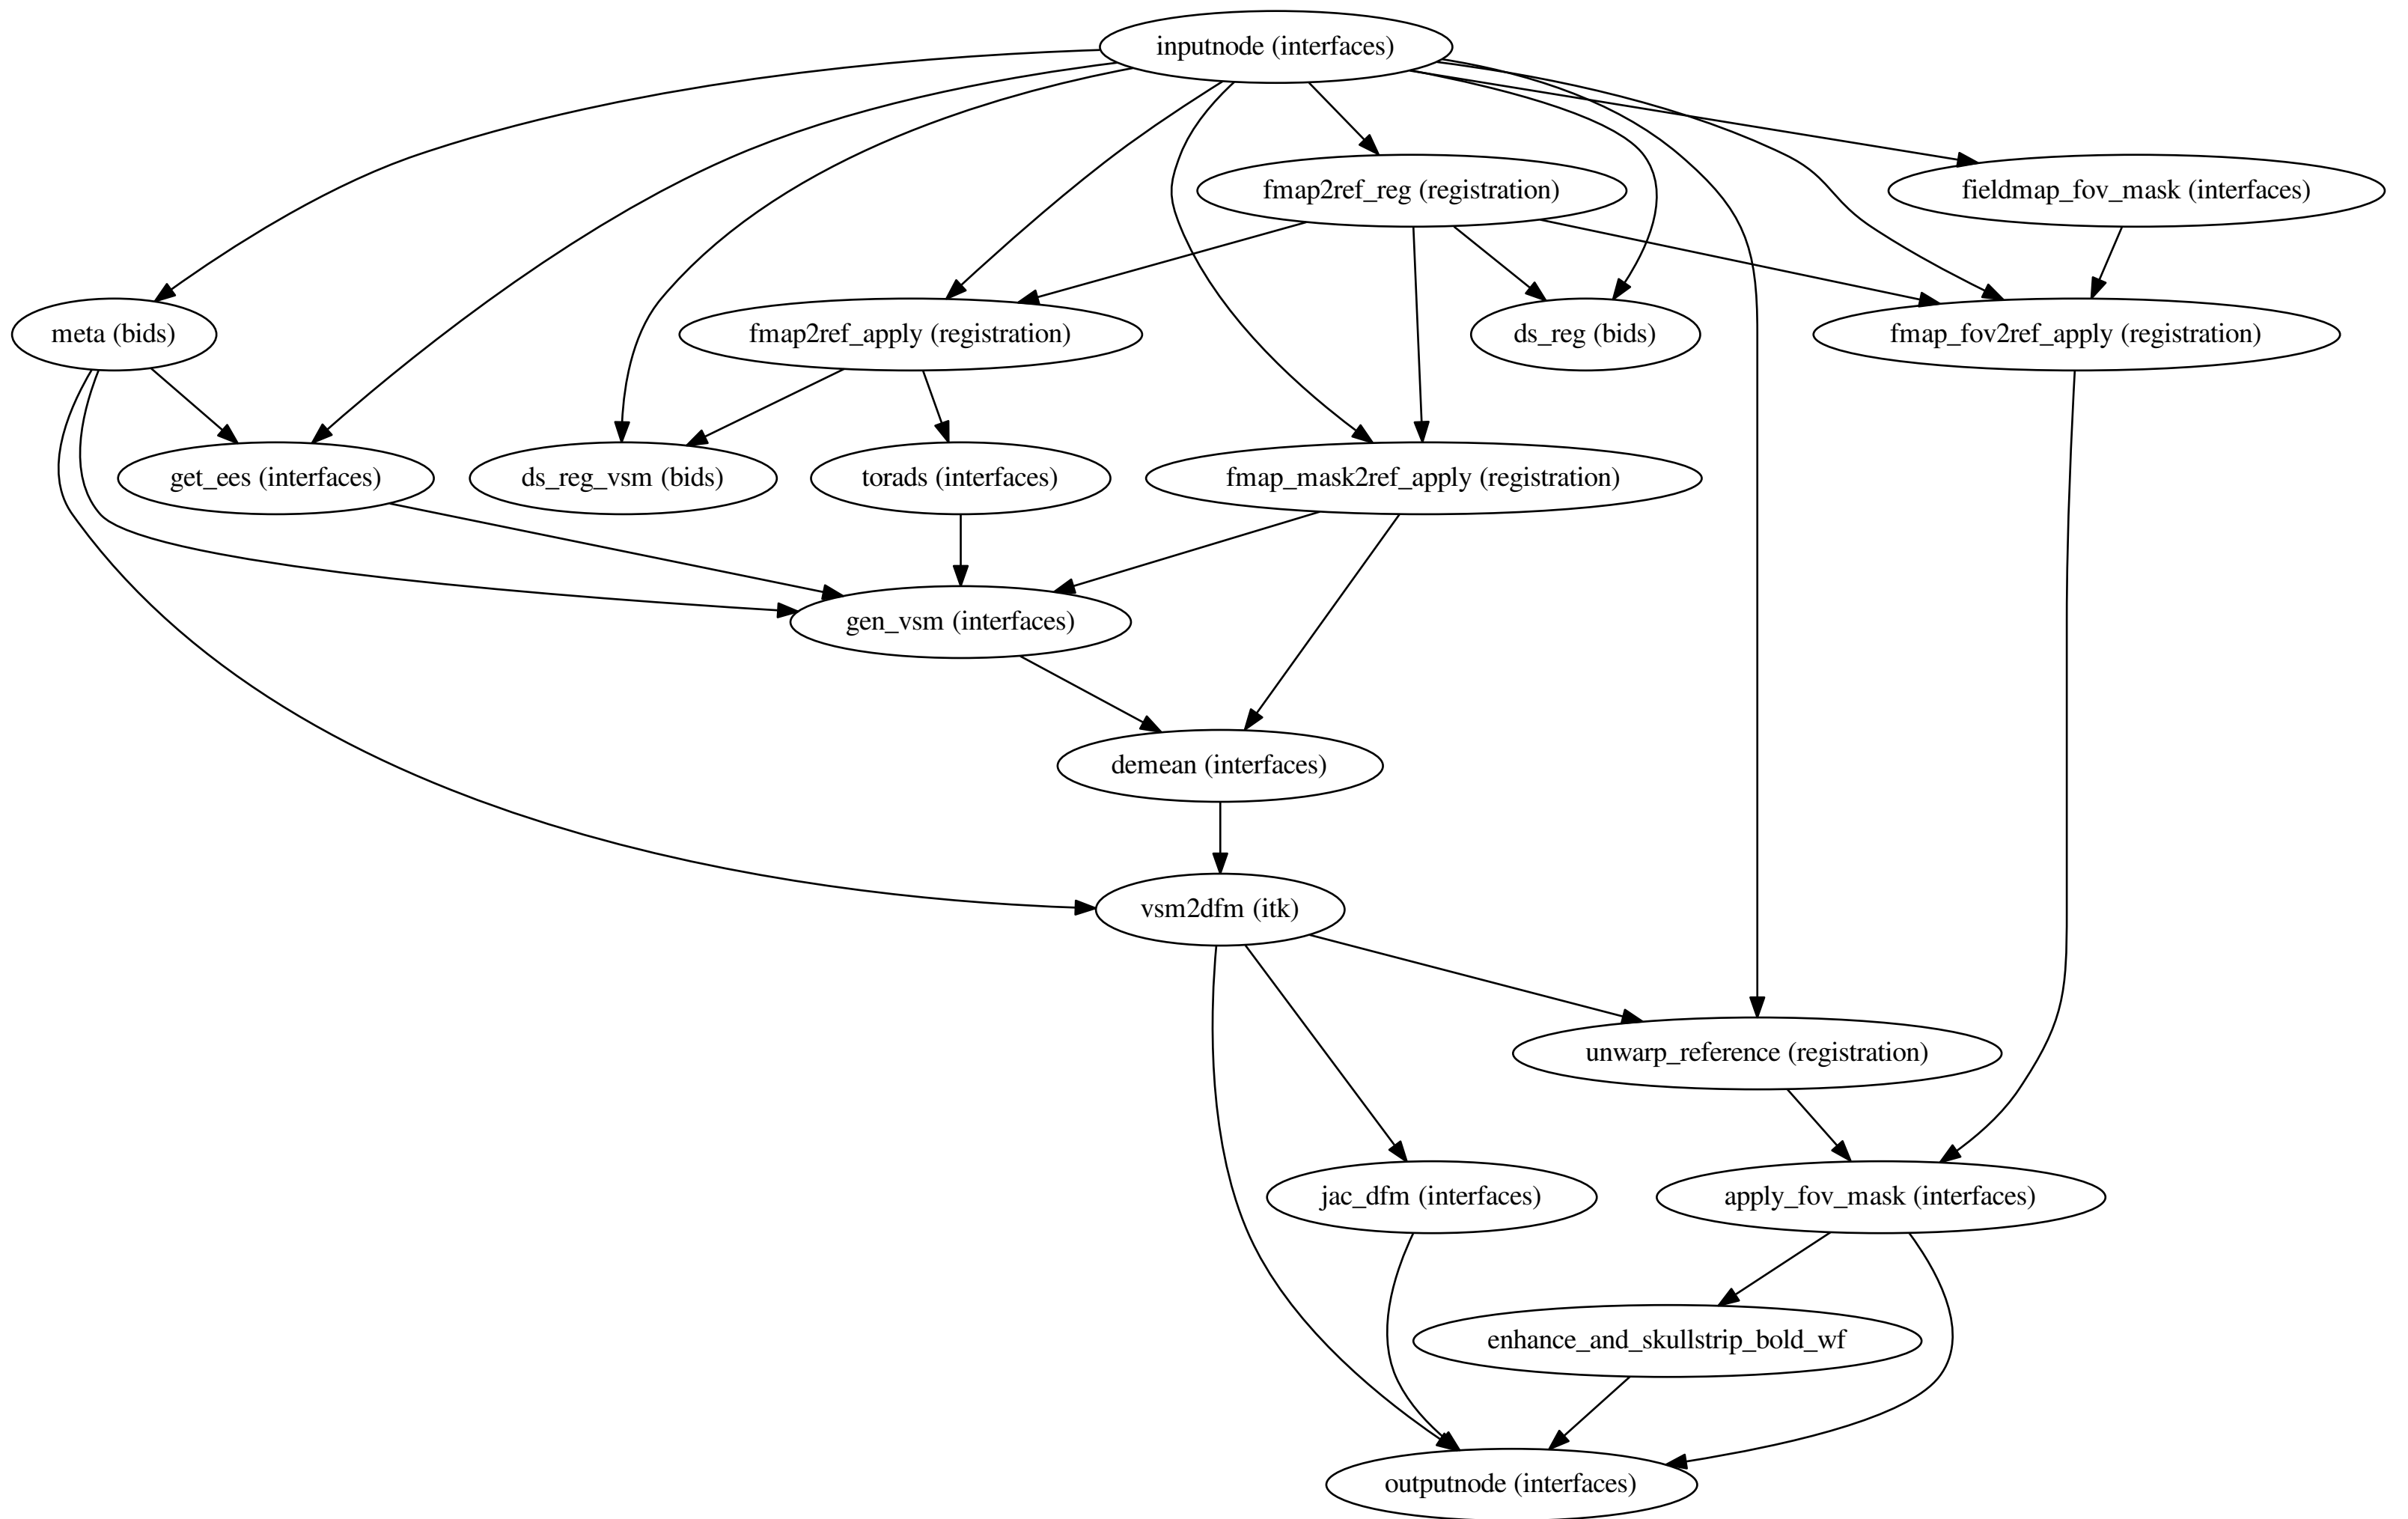 inputnode (interfaces)
fmap2ref_reg (registration)
fieldmap_fov_mask (interfaces)
meta (bids)
fmap2ref_apply (registration)
ds_reg (bids)
fmap_fov2ref_apply (registration)
get_ees (interfaces)
ds_reg_vsm (bids)
torads (interfaces)
fmap_mask2ref_apply (registration)
gen_vsm (interfaces)
demean (interfaces)
vsm2dfm (itk)
unwarp_reference (registration)
jac_dfm (interfaces)
apply_fov_mask (interfaces)
enhance_and_skullstrip_bold_wf
outputnode (interfaces)